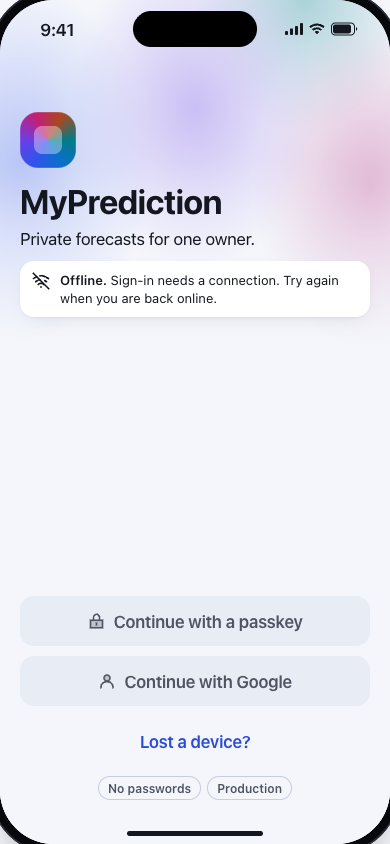 9:41
MyPrediction
Private forecasts for one owner.
Offline. Sign-in needs a connection. Try again
when you are back online.
Continue with a passkey
Continue with Google
Lost a device?
No passwords
Production